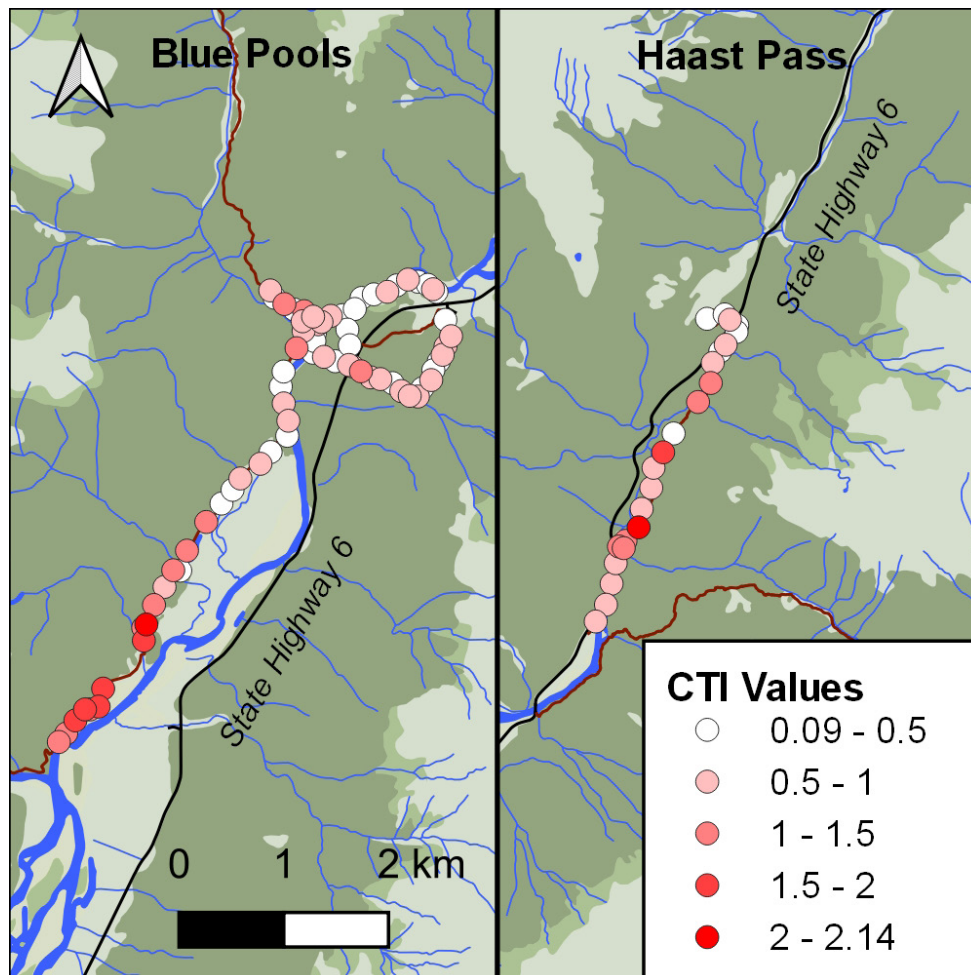 Blue Pools
Haast Pass
State Highway 6
State Highway 6
0 1 2 km
CTI Values
0.09 - 0.5
0.5 - 1
1 - 1.5
1.5 - 2
2 - 2.14